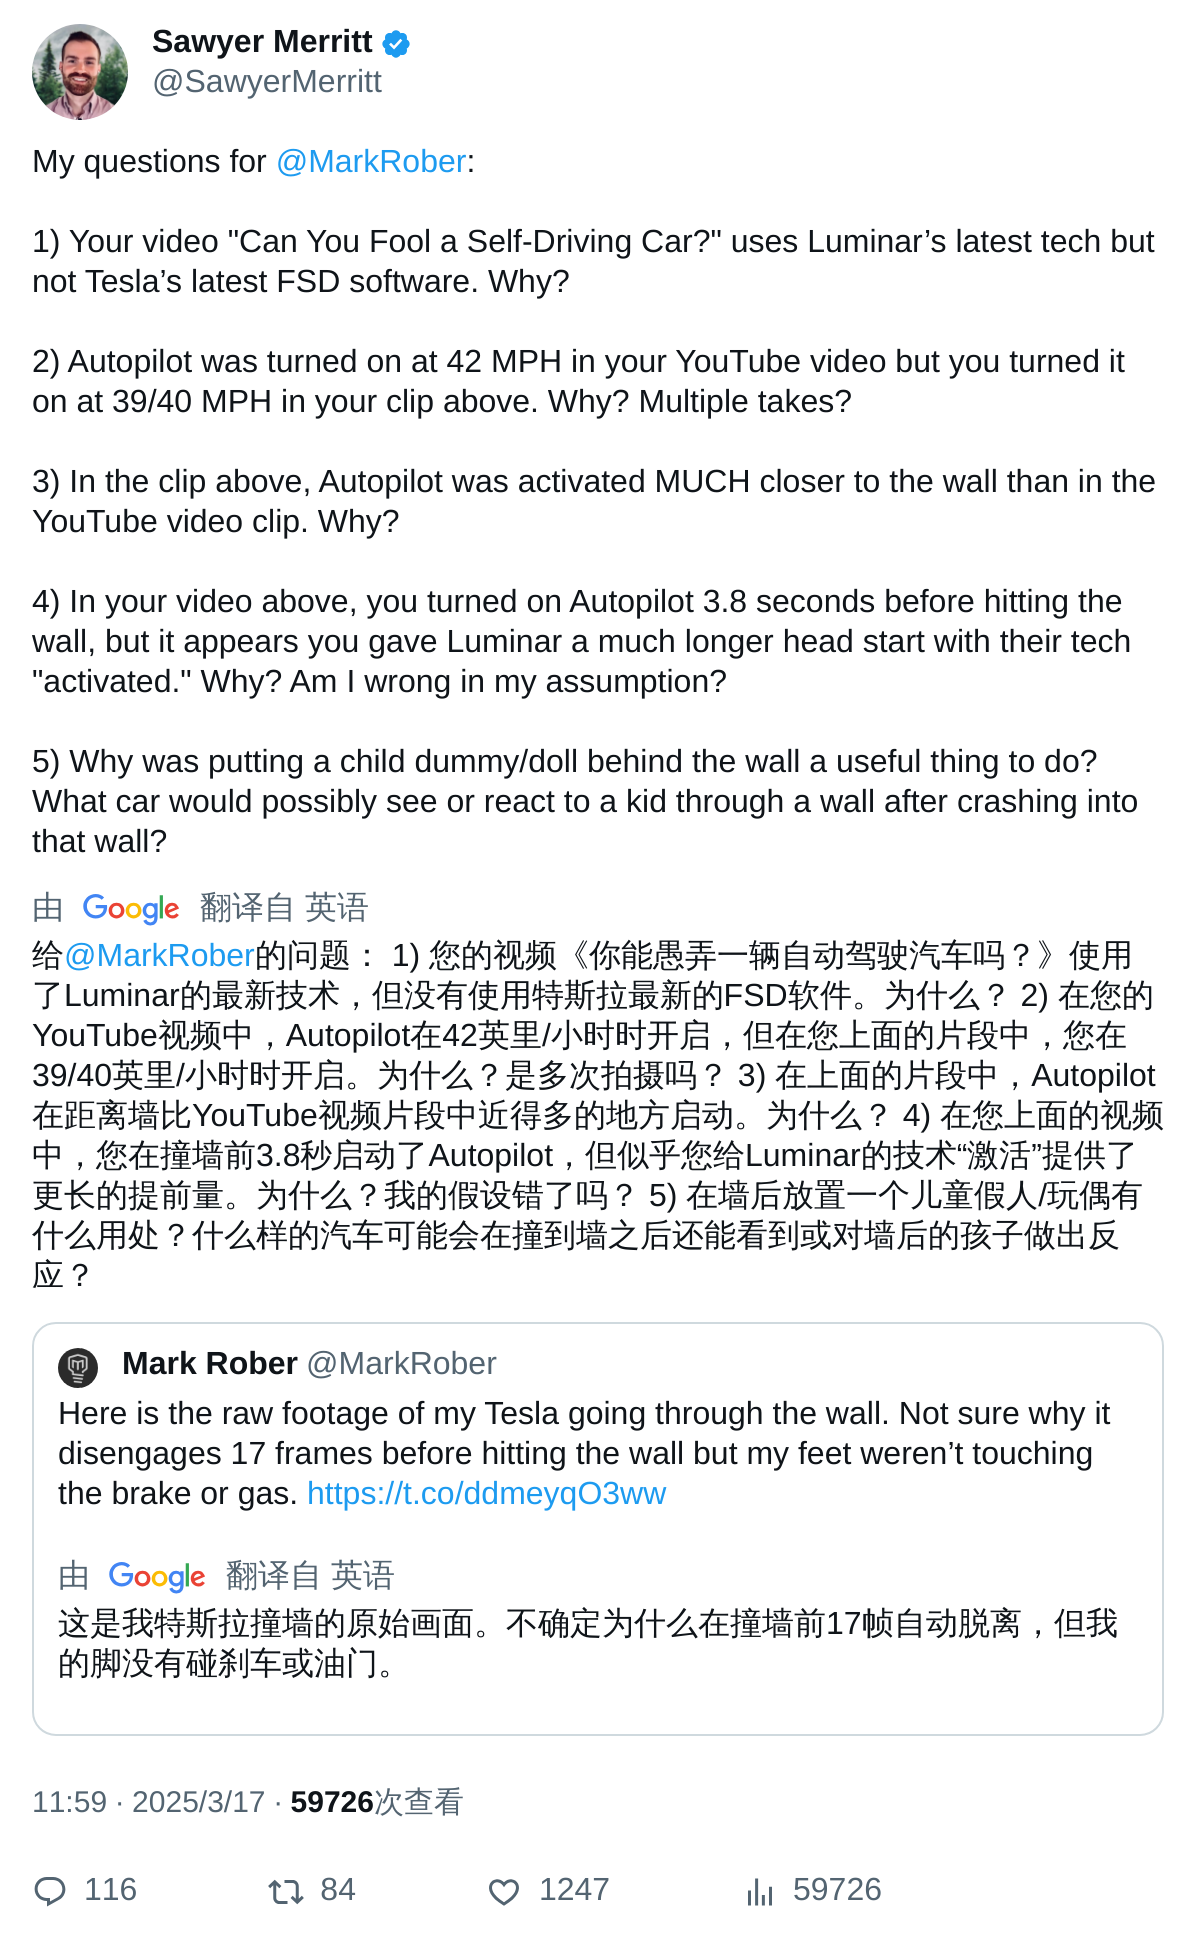 Sawyer Merritt
@SawyerMerritt
My questions for @MarkRober:
1) Your video "Can You Fool a Self-Driving Car?" uses Luminar’s latest tech but
not Tesla’s latest FSD software. Why?
2) Autopilot was turned on at 42 MPH in your YouTube video but you turned it
on at 39/40 MPH in your clip above. Why? Multiple takes?
3) In the clip above, Autopilot was activated MUCH closer to the wall than in the
YouTube video clip. Why?
4) In your video above, you turned on Autopilot 3.8 seconds before hitting the
wall, but it appears you gave Luminar a much longer head start with their tech
"activated." Why? Am I wrong in my assumption?
5) Why was putting a child dummy/doll behind the wall a useful thing to do?
What car would possibly see or react to a kid through a wall after crashing into
that wall?
由 Google 翻译自 英语
给@MarkRober的问题： 1) 您的视频《你能愚弄一辆自动驾驶汽车吗？》使用
了Luminar的最新技术，但没有使用特斯拉最新的FSD软件。为什么？ 2) 在您的
YouTube视频中，Autopilot在42英里/小时时开启，但在您上面的片段中，您在
39/40英里/小时时开启。为什么？是多次拍摄吗？ 3) 在上面的片段中，Autopilot
在距离墙比YouTube视频片段中近得多的地方启动。为什么？ 4) 在您上面的视频
中，您在撞墙前3.8秒启动了Autopilot，但似乎您给Luminar的技术“激活”提供了
更长的提前量。为什么？我的假设错了吗？ 5) 在墙后放置一个儿童假人/玩偶有
什么用处？什么样的汽车可能会在撞到墙之后还能看到或对墙后的孩子做出反
应？
Mark Rober @MarkRober
Here is the raw footage of my Tesla going through the wall. Not sure why it
disengages 17 frames before hitting the wall but my feet weren’t touching
the brake or gas. https://t.co/ddmeyqO3ww
由 Google 翻译自 英语
这是我特斯拉撞墙的原始画面。不确定为什么在撞墙前17帧自动脱离，但我
的脚没有碰刹车或油门。
11:59 · 2025/3/17 · 59726次查看
116 84 1247 59726